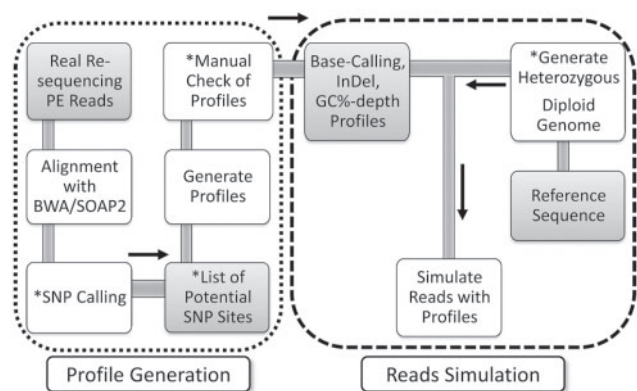 Real Re-
sequencing
PE Reads
Alignment
with
BWA/SOAP2
*SNP Calling
*List of
Potential
SNP Sites
Generate
Profiles
*Manual
Check of
Profiles
Base-Calling,
InDel,
GC%-depth
Profiles
*Generate
Heterozygous
Diploid
Genome
Reference
Sequence
Simulate
Reads with
Profiles
Profile Generation
Reads Simulation